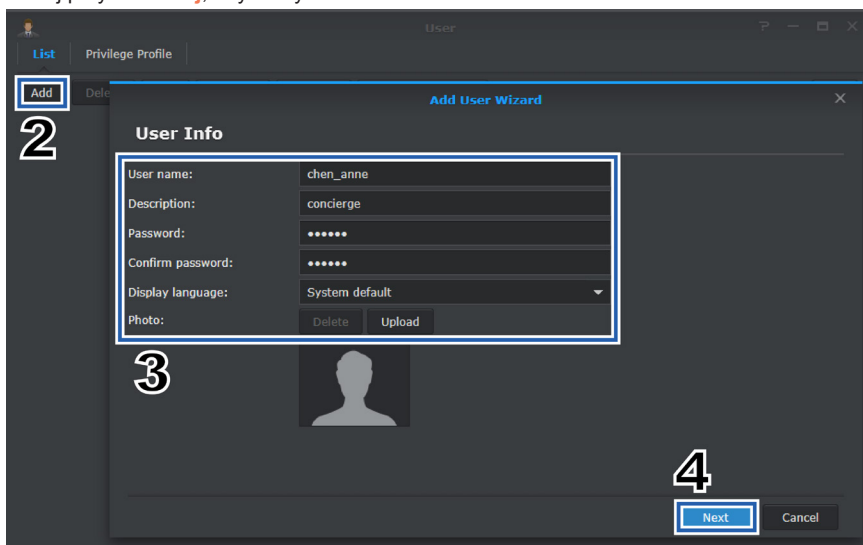 User
List Privilege Profile
Add
Add User Wizard
2
User Info
User name: chen_anne
Description: concierge
Password: ••••••
Confirm password: ••••••
Display language: System default
Photo: Delete Upload
3
4
Next Cancel